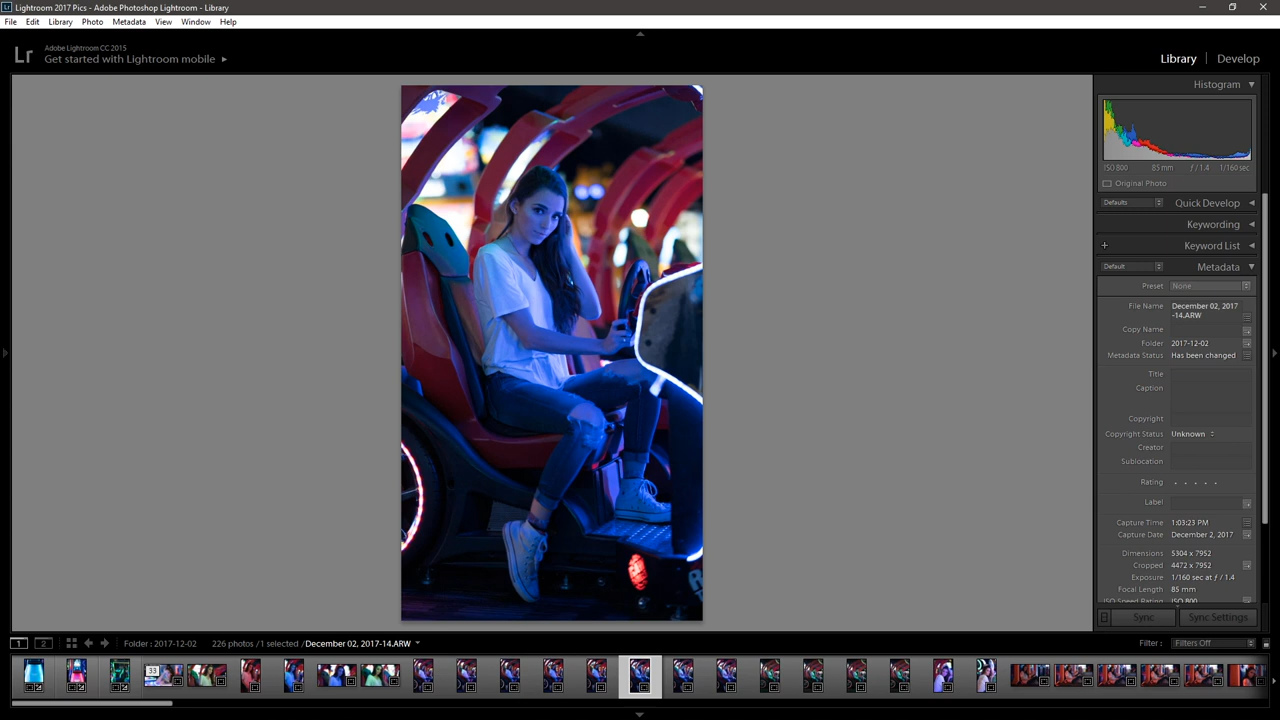 Lightroom 2017 Pics - Adobe Photoshop Lightroom - Library
File Edit Library Photo Metadata View Window Help
Lr
Adobe Lightroom CC 2015
Get started with Lightroom mobile
Library | Develop
Histogram
ISO 800 85 mm ƒ / 1.4 1/160 sec
Original Photo
Defaults Quick Develop
Keywording
+ Keyword List
Default Metadata
Preset None
File Name December 02, 2017
-14.ARW
Copy Name
Folder 2017-12-02
Metadata Status Has been changed
Title
Caption
Copyright
Copyright Status Unknown
Creator
Sublocation
Rating . . . . .
Label
Capture Time 1:03:23 PM
Capture Date December 2, 2017
Dimensions 5304 x 7952
Cropped 4472 x 7952
Exposure 1/160 sec at ƒ / 1.4
Focal Length 85 mm
ISO Speed Rating ISO 800
Sync Sync Settings
1 2 Folder : 2017-12-02 226 photos / 1 selected / December 02, 2017-14.ARW Filter : Filters Off
33